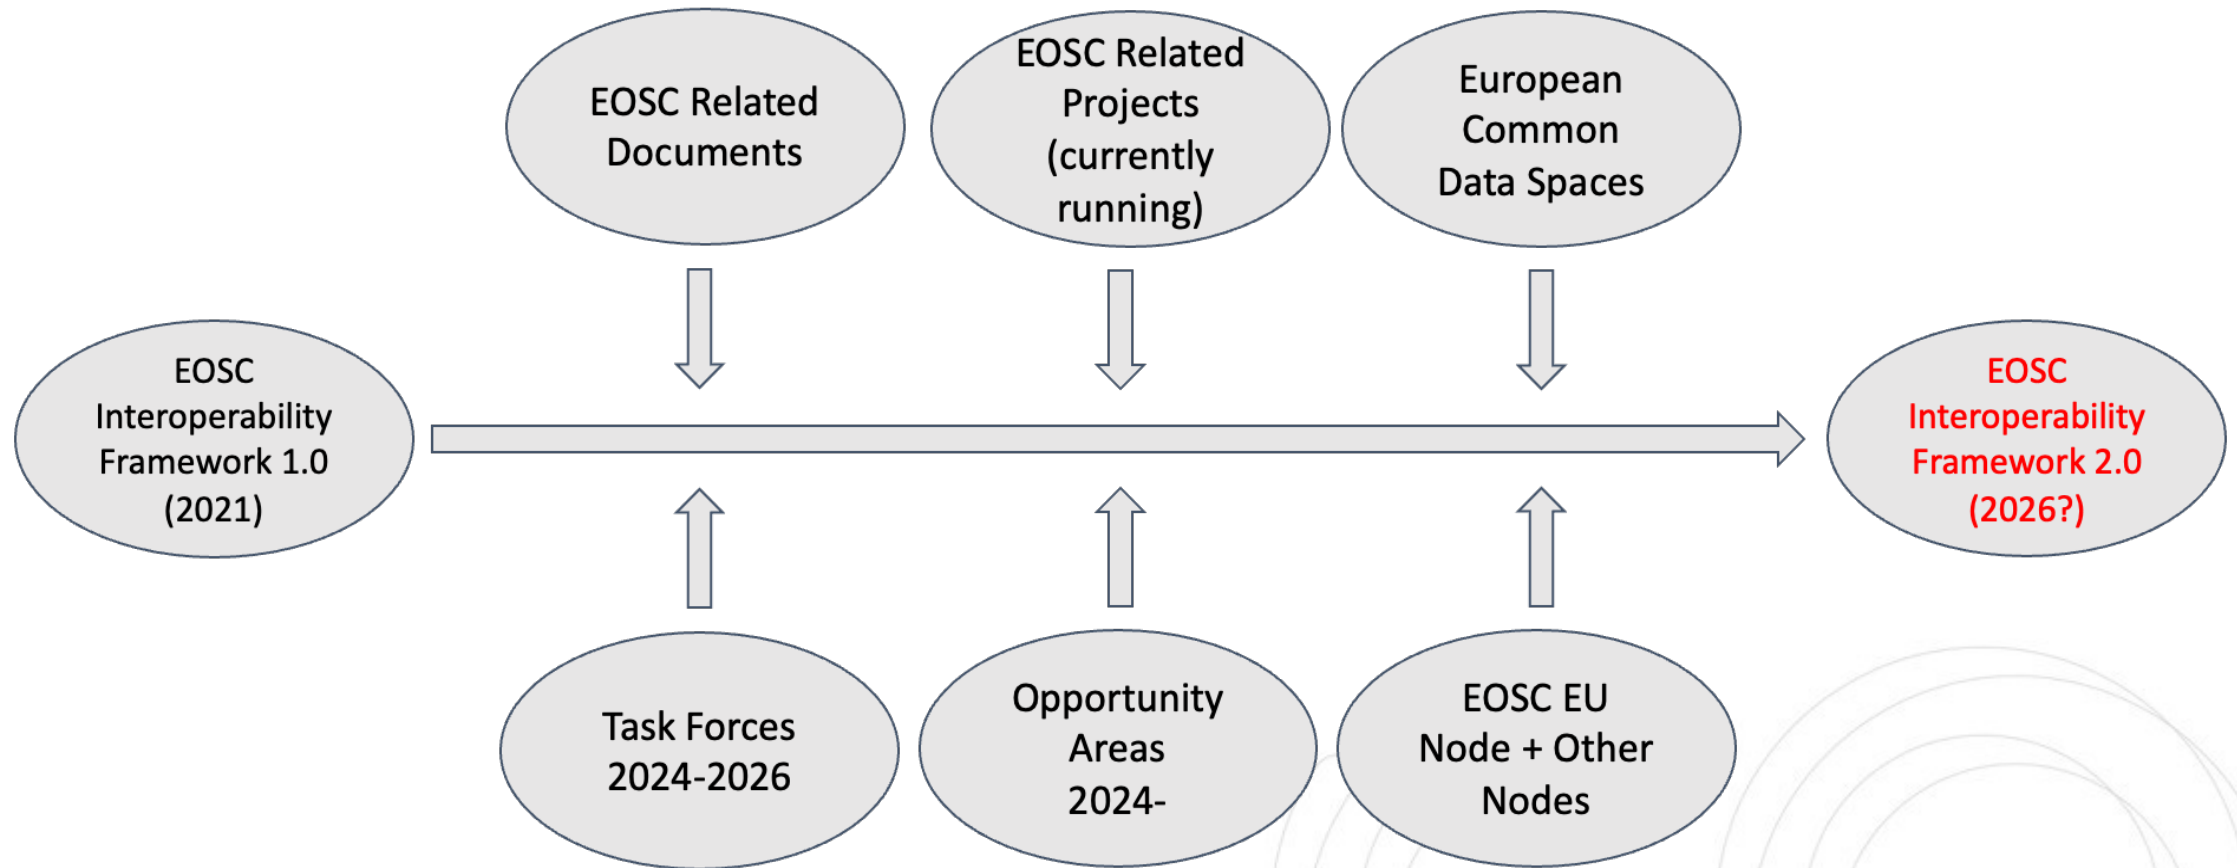 EOSC Related
Documents
EOSC Related
Projects
(currently
running)
European
Common
Data Spaces
EOSC
Interoperability
Framework 1.0
(2021)
EOSC
Interoperability
Framework 2.0
(2026?)
Task Forces
2024-2026
Opportunity
Areas
2024-
EOSC EU
Node + Other
Nodes